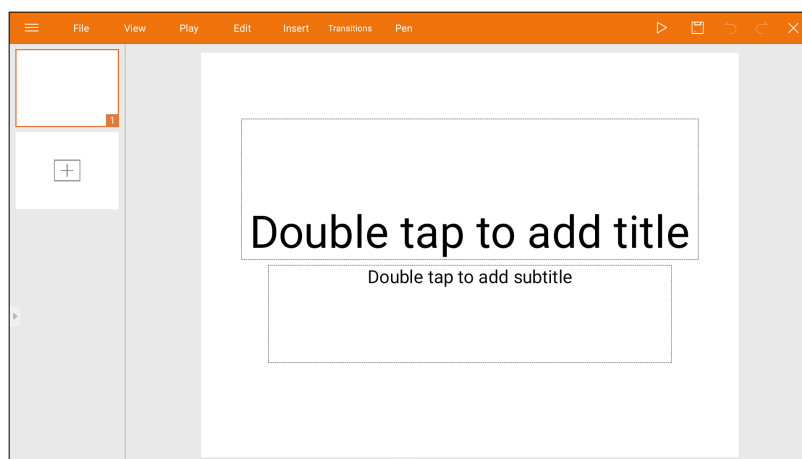 File View Play Edit Insert Transitions Pen
1
Double tap to add title
Double tap to add subtitle